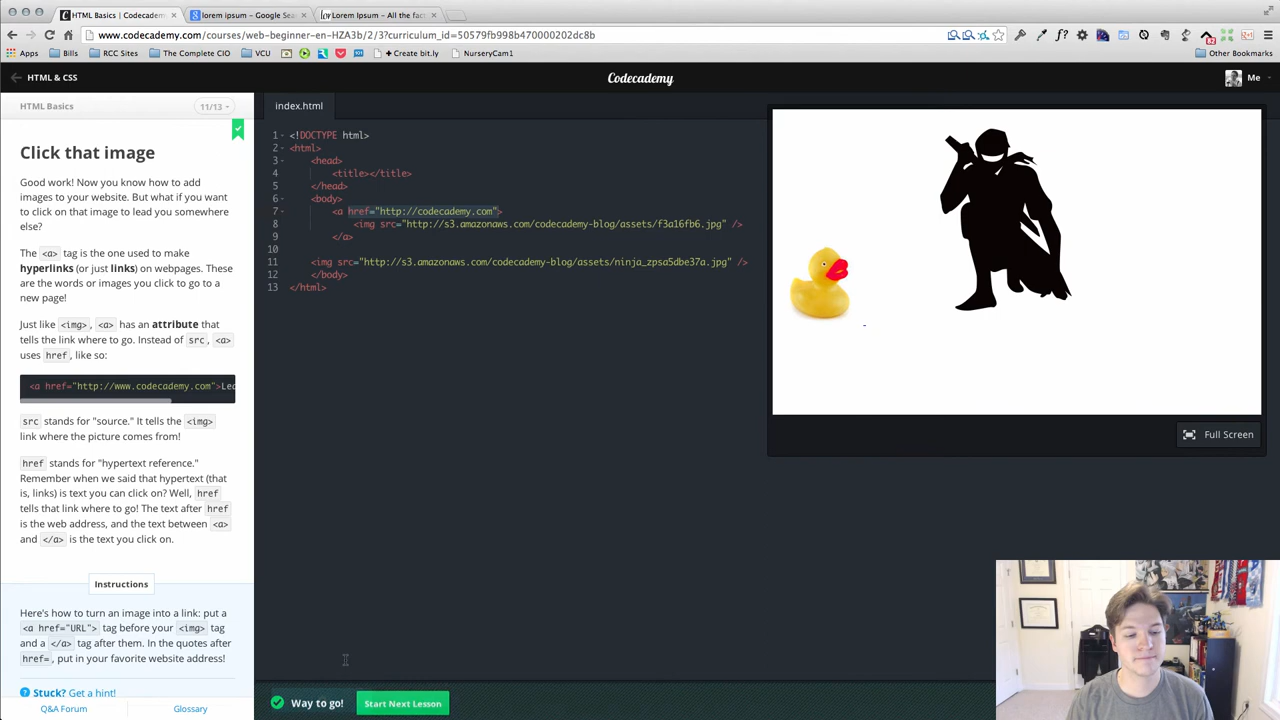 HTML Basics | Codecadem
lorem ipsum - Google Sea
Lorem Ipsum - All the fact
www.codecademy.com/courses/web-beginner-en-HZA3b/2/3?curriculum_id=50579fb998b470000202dc8b
Apps Bills RCC Sites The Complete CIO VCU + Create bit.ly NurseryCam1 Other Bookmarks
HTML & CSS
Codecademy
Me
HTML Basics
11/13
index.html
Click that image
Good work! Now you know how to add
images to your website. But what if you want
to click on that image to lead you somewhere
else?
The <a> tag is the one used to make
hyperlinks (or just links) on webpages. These
are the words or images you click to go to a
new page!
Just like <img>, <a> has an attribute that
tells the link where to go. Instead of src, <a>
uses href, like so:
<a href="http://www.codecademy.com">Lea
src stands for "source." It tells the <img>
link where the picture comes from!
href stands for "hypertext reference."
Remember when we said that hypertext (that
is, links) is text you can click on? Well, href
tells that link where to go! The text after href
is the web address, and the text between <a>
and </a> is the text you click on.
Instructions
Here's how to turn an image into a link: put a
<a href="URL"> tag before your <img> tag
and a </a> tag after them. In the quotes after
href=, put in your favorite website address!
Stuck? Get a hint!
Q&A Forum Glossary
1 <!DOCTYPE html>
2 <html>
3 <head>
4 <title></title>
5 </head>
6 <body>
7 <a href="http://codecademy.com">
8 <img src="http://s3.amazonaws.com/codecademy-blog/assets/f3a16fb6.jpg" />
9 </a>
10
11 <img src="http://s3.amazonaws.com/codecademy-blog/assets/ninja_zpsa5dbe37a.jpg" />
12 </body>
13 </html>
Full Screen
Way to go!
Start Next Lesson